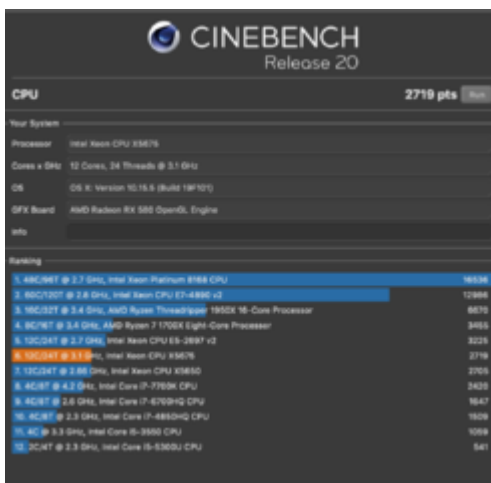 CINEBENCH
Release 20
CPU 2719 pts Run
Your System
Processor Intel Xeon CPU X5675
Cores x GHz 12 Cores, 24 Threads @ 3.1 GHz
OS OS X: Version 10.15.5 (Build 19F101)
GFX Board AMD Radeon RX 580 OpenGL Engine
Info
Ranking
1. 48C/96T @ 2.7 GHz, Intel Xeon Platinum 8168 CPU 16536
2. 60C/120T @ 2.8 GHz, Intel Xeon CPU E7-4890 v2 12986
3. 16C/32T @ 3.4 GHz, AMD Ryzen Threadripper 1950X 16-Core Processor 6670
4. 8C/16T @ 3.4 GHz, AMD Ryzen 7 1700X Eight-Core Processor 3455
5. 12C/24T @ 2.7 GHz, Intel Xeon CPU E5-2697 v2 3225
6. 12C/24T @ 3.1 GHz, Intel Xeon CPU X5675 2719
7. 12C/24T @ 2.66 GHz, Intel Xeon CPU X5650 2705
8. 4C/8T @ 4.2 GHz, Intel Core i7-7700K CPU 2420
9. 4C/8T @ 2.6 GHz, Intel Core i7-6700HQ CPU 1647
10. 4C/8T @ 2.3 GHz, Intel Core i7-4850HQ CPU 1509
11. 4C @ 3.3 GHz, Intel Core i5-3550 CPU 1059
12. 2C/4T @ 2.3 GHz, Intel Core i5-5300U CPU 541